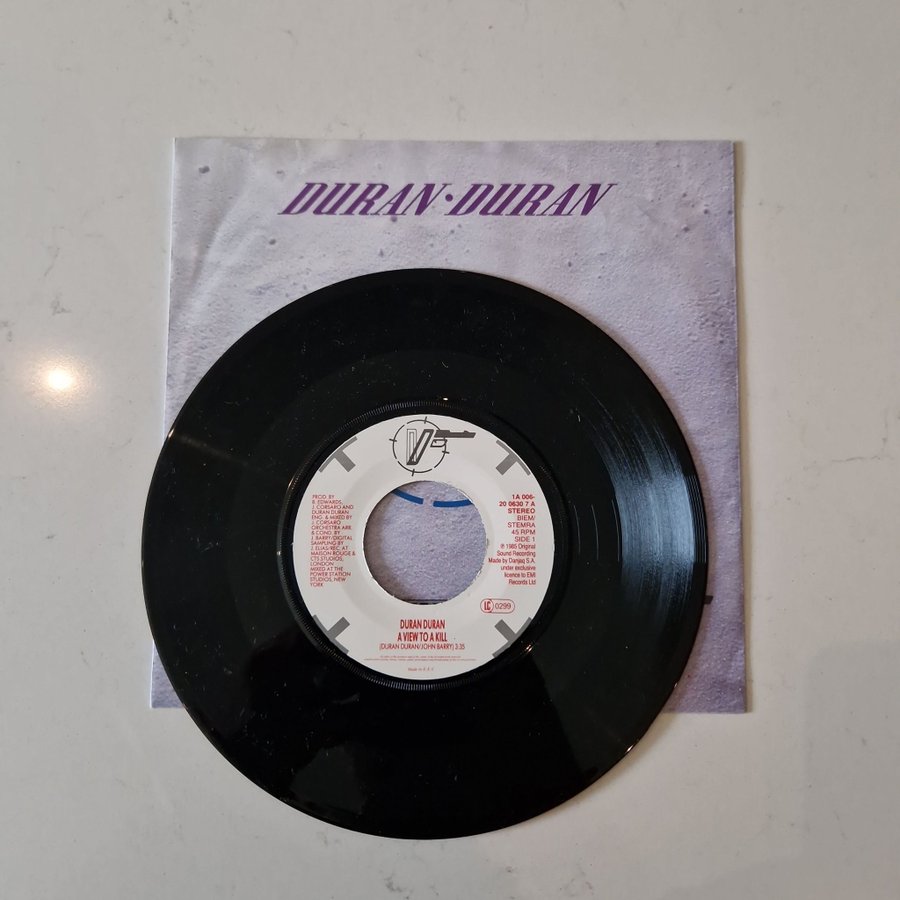 DURAN·DURAN
PROD. BY
B. EDWARDS,
J. CORSARO AND
DURAN DURAN
ENG. & MIXED BY
J. CORSARO
ORCHESTRA ARR.
& COND. BY
J. BARRY/DIGITAL
SAMPLING BY
J. ELIAS/REC. AT
MAISON ROUGE &
CTS STUDIOS,
LONDON
MIXED AT THE
POWER STATION
STUDIOS, NEW
YORK
1A 006-
20 0630 7 A
STEREO
BIEM/
STEMRA
45 RPM
SIDE 1
℗ 1985 Original
Sound Recording
Made by Danjaq S.A.
under exclusive
licence to EMI
Records Ltd
LC 0299
DURAN DURAN
A VIEW TO A KILL
(DURAN DURAN/JOHN BARRY) 3:35